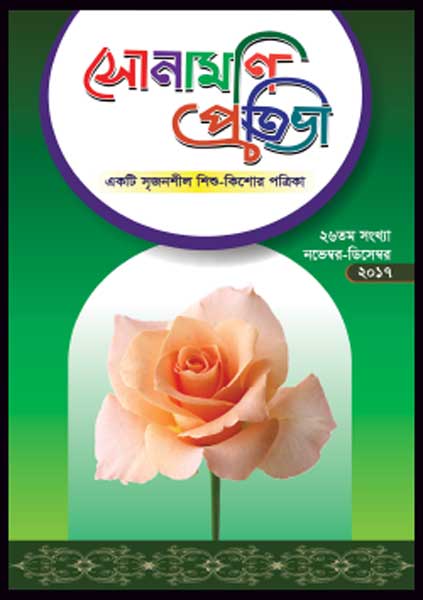 সোনামণি
প্রতিভা
একটি সৃজনশীল শিশু-কিশোর পত্রিকা
২৬তম সংখ্যা
নভেম্বর-ডিসেম্বর
২০১৭